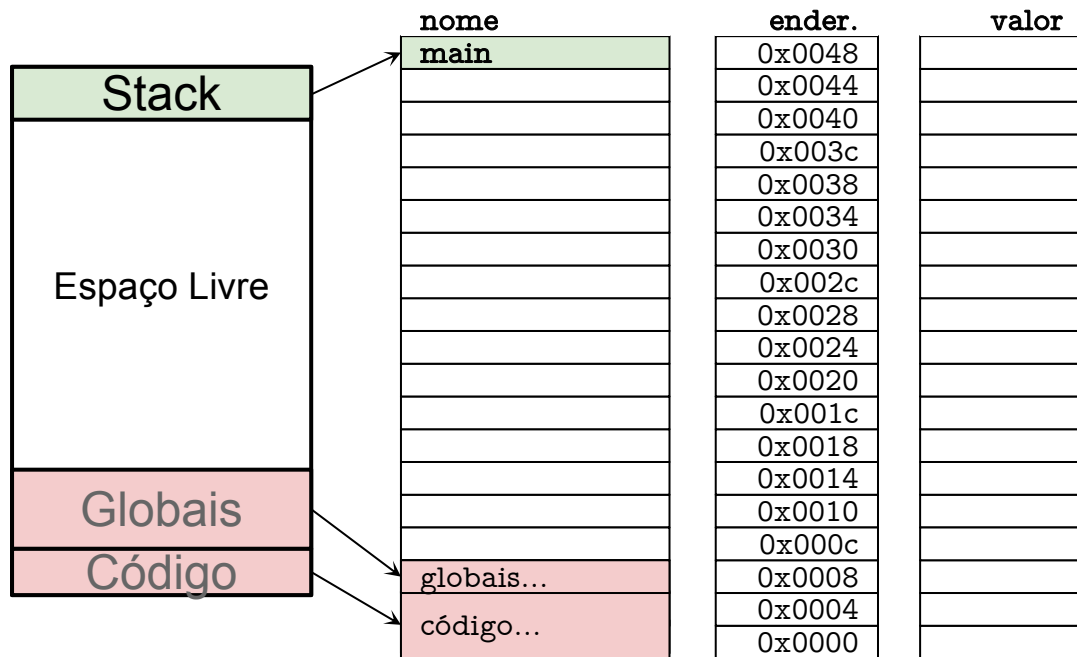 nome ender. valor
main 0x0048
Stack
0x0044
0x0040
0x003c
0x0038
0x0034
0x0030
Espaço Livre 0x002c
0x0028
0x0024
0x0020
0x001c
0x0018
0x0014
Globais 0x0010
0x000c
Código globais... 0x0008
código... 0x0004
0x0000